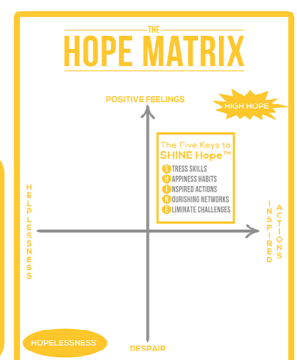 THE
HOPE MATRIX
POSITIVE FEELINGS
HIGH HOPE
The Five Keys to
SHINE Hope™
STRESS SKILLS
HAPPINESS HABITS
INSPIRED ACTIONS
NOURISHING NETWORKS
ELIMINATE CHALLENGES
HELPLESSNESS
INSPIRED
ACTIONS
HOPELESSNESS
DESPAIR